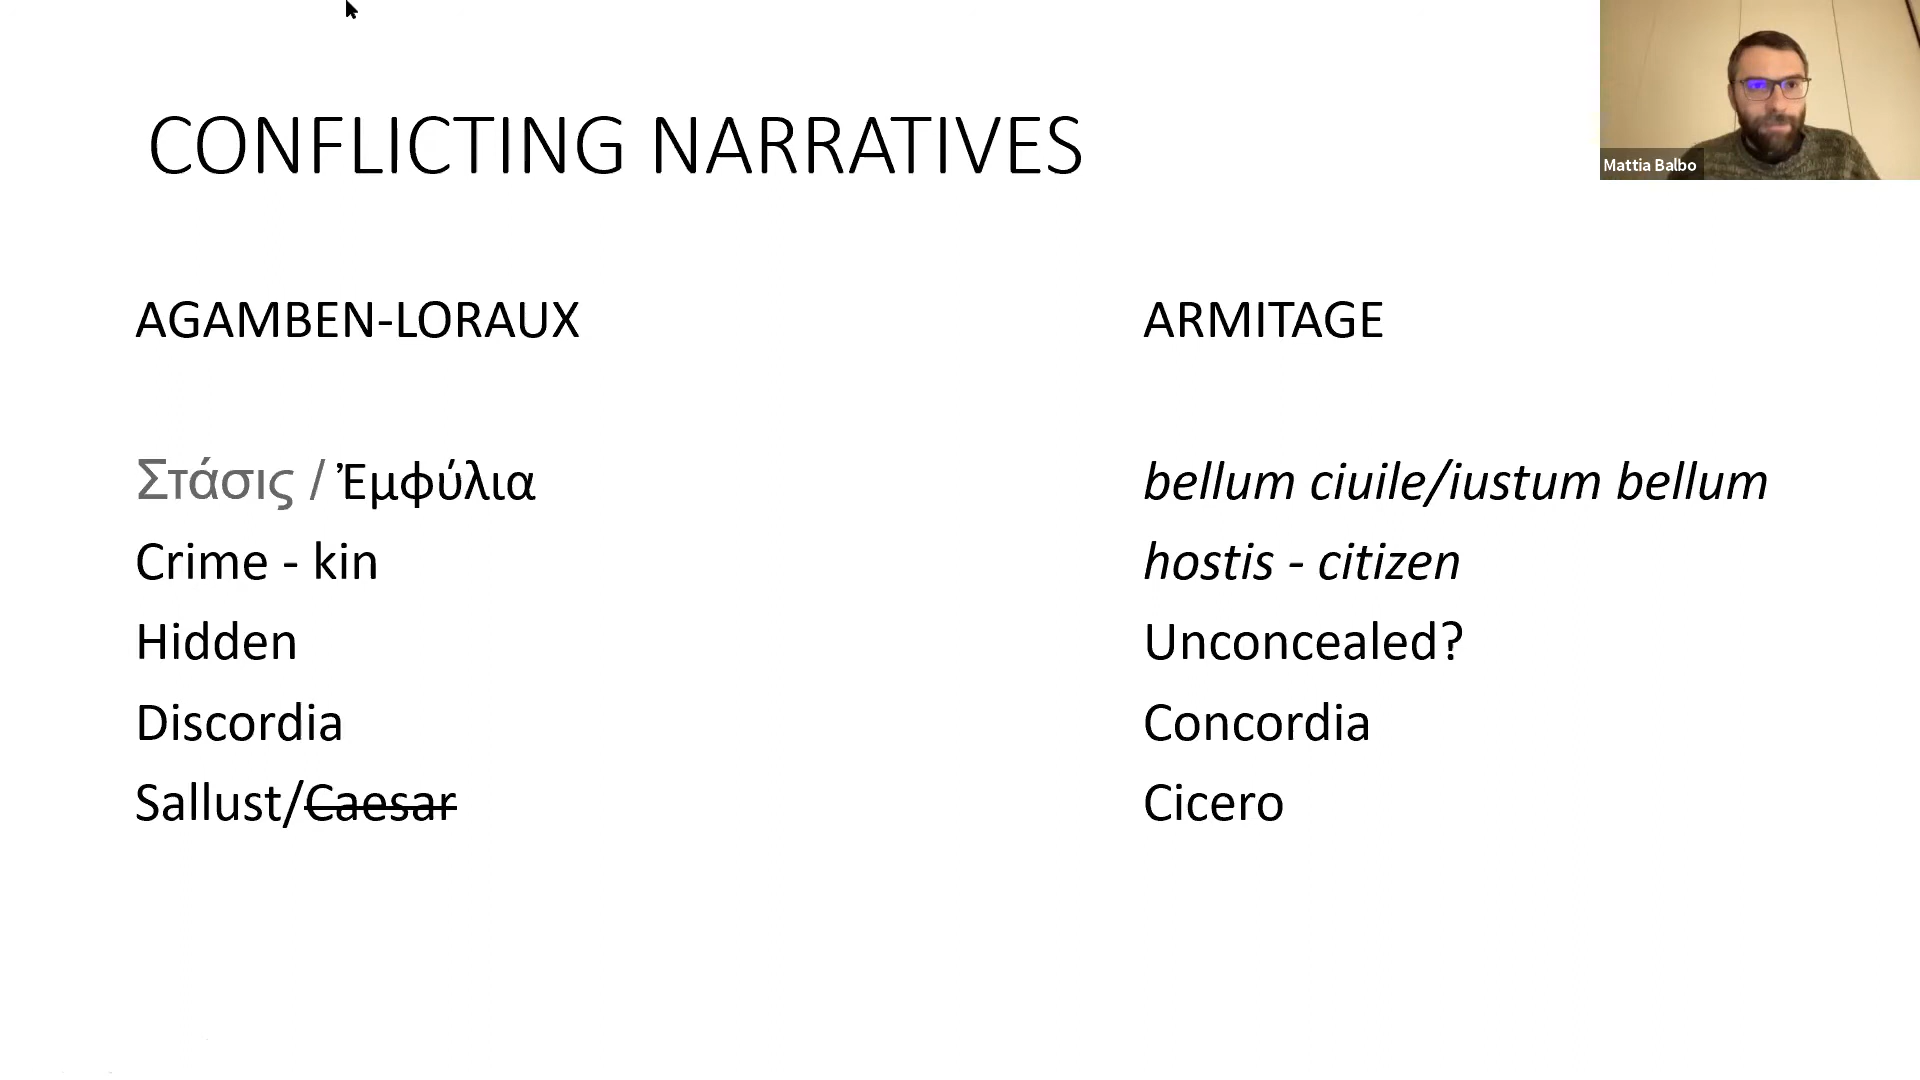 CONFLICTING NARRATIVES
Mattia Balbo
AGAMBEN-LORAUX
Στάσις / Ἐμφύλια
Crime - kin
Hidden
Discordia
Sallust/Caesar
ARMITAGE
bellum ciuile/iustum bellum
hostis - citizen
Unconcealed?
Concordia
Cicero